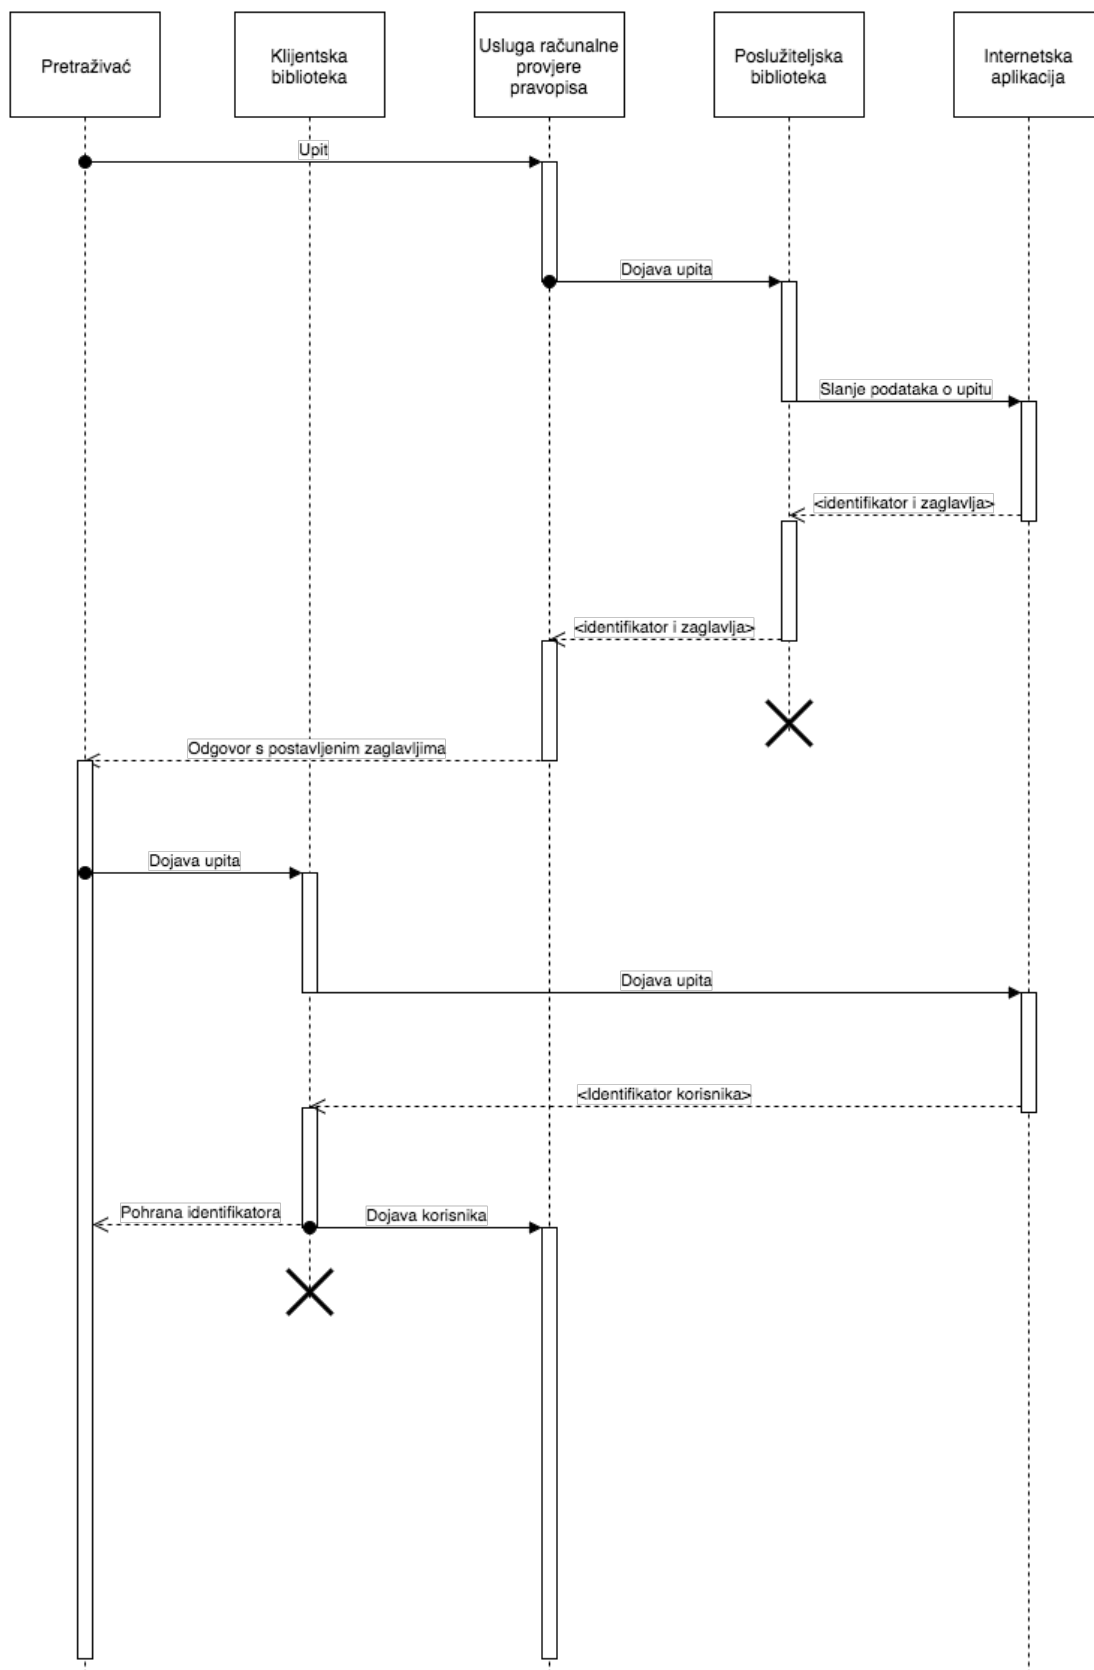 Pretraživać
Klijentska
biblioteka
Usluga računalne
provjere
pravopisa
Poslužiteljska
biblioteka
Internetska
aplikacija
Upit
Dojava upita
Slanje podataka o upitu
<identifikator i zaglavlja>
<identifikator i zaglavlja>
Odgovor s postavljenim zaglavljima
Dojava upita
Dojava upita
<Identifikator korisnika>
Pohrana identifikatora
Dojava korisnika